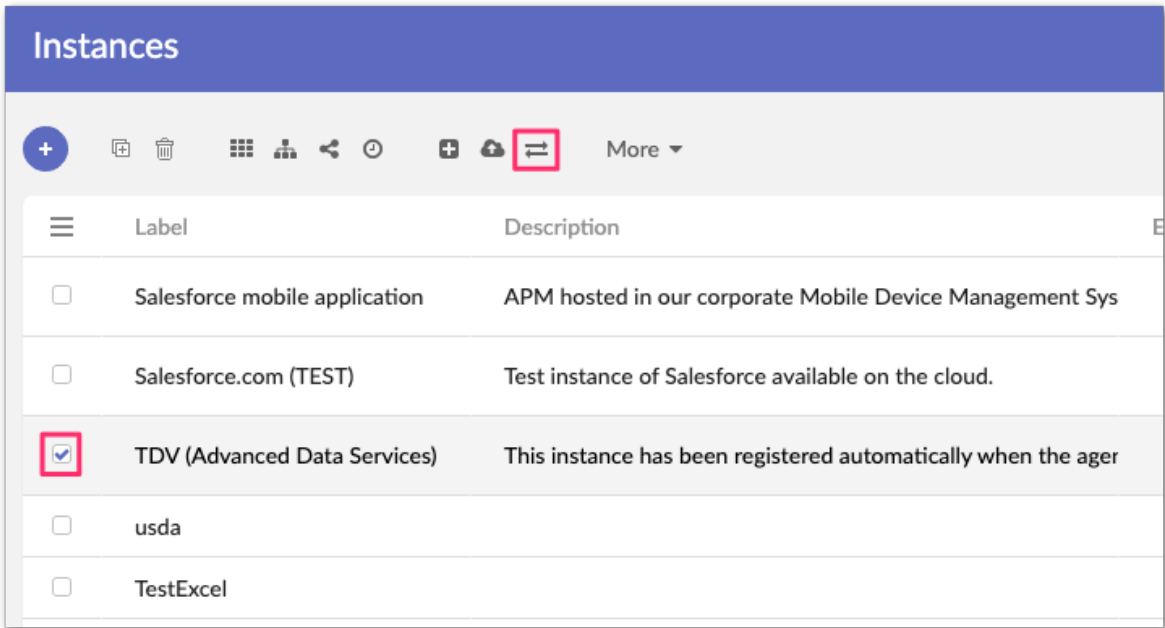 Instances
More
Label Description E
Salesforce mobile application APM hosted in our corporate Mobile Device Management Sys
Salesforce.com (TEST) Test instance of Salesforce available on the cloud.
TDV (Advanced Data Services) This instance has been registered automatically when the ager
usda
TestExcel